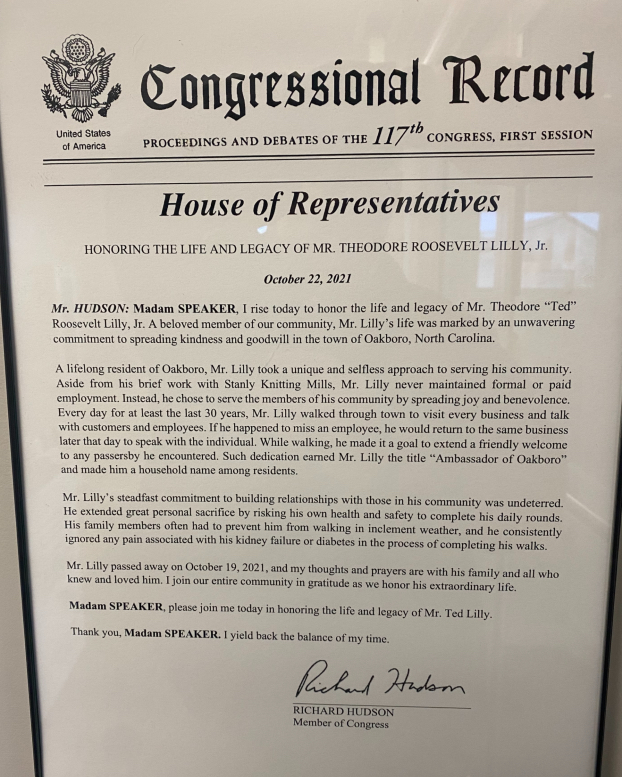 Congressional Record
United States
of America
PROCEEDINGS AND DEBATES OF THE 117th CONGRESS, FIRST SESSION
House of Representatives
HONORING THE LIFE AND LEGACY OF MR. THEODORE ROOSEVELT LILLY, Jr.
October 22, 2021
Mr. HUDSON: Madam SPEAKER, I rise today to honor the life and legacy of Mr. Theodore “Ted”
Roosevelt Lilly, Jr. A beloved member of our community, Mr. Lilly’s life was marked by an unwavering
commitment to spreading kindness and goodwill in the town of Oakboro, North Carolina.
A lifelong resident of Oakboro, Mr. Lilly took a unique and selfless approach to serving his community.
Aside from his brief work with Stanly Knitting Mills, Mr. Lilly never maintained formal or paid
employment. Instead, he chose to serve the members of his community by spreading joy and benevolence.
Every day for at least the last 30 years, Mr. Lilly walked through town to visit every business and talk
with customers and employees. If he happened to miss an employee, he would return to the same business
later that day to speak with the individual. While walking, he made it a goal to extend a friendly welcome
to any passersby he encountered. Such dedication earned Mr. Lilly the title “Ambassador of Oakboro”
and made him a household name among residents.
Mr. Lilly’s steadfast commitment to building relationships with those in his community was undeterred.
He extended great personal sacrifice by risking his own health and safety to complete his daily rounds.
His family members often had to prevent him from walking in inclement weather, and he consistently
ignored any pain associated with his kidney failure or diabetes in the process of completing his walks.
Mr. Lilly passed away on October 19, 2021, and my thoughts and prayers are with his family and all who
knew and loved him. I join our entire community in gratitude as we honor his extraordinary life.
Madam SPEAKER, please join me today in honoring the life and legacy of Mr. Ted Lilly.
Thank you, Madam SPEAKER. I yield back the balance of my time.
Richard Hudson
RICHARD HUDSON
Member of Congress